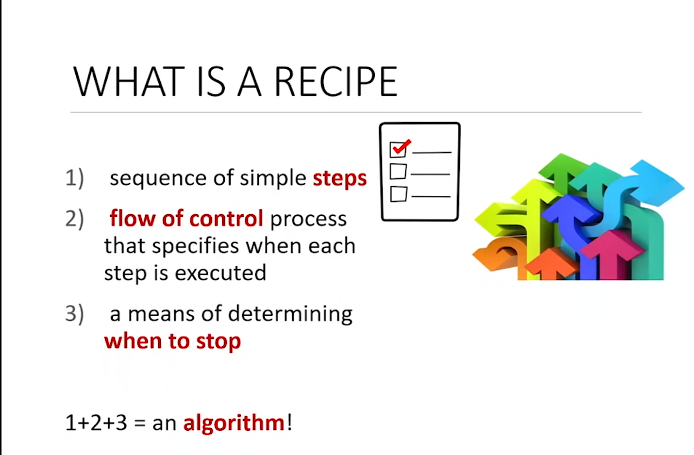 WHAT IS A RECIPE
1) sequence of simple steps
2) flow of control process
that specifies when each
step is executed
3) a means of determining
when to stop
1+2+3 = an algorithm!